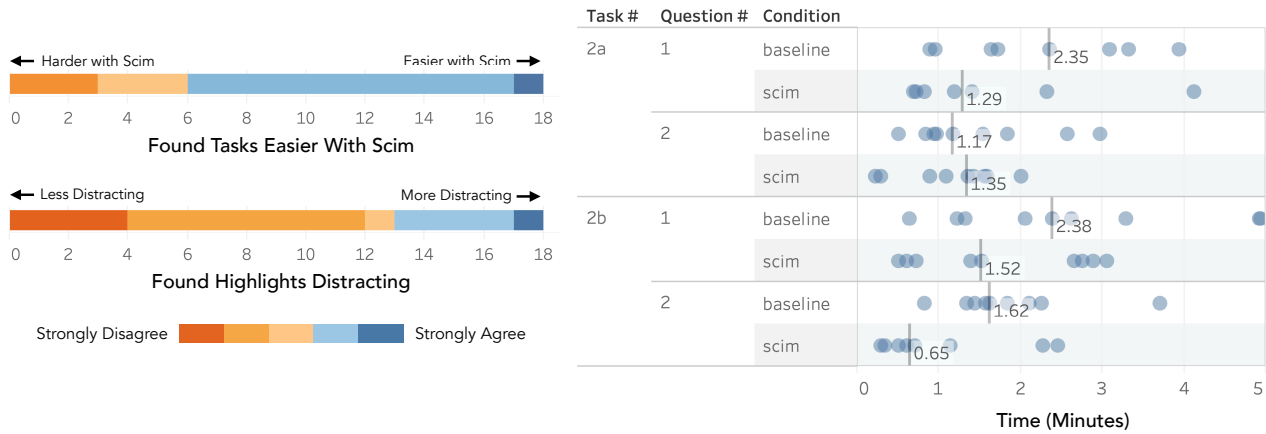 Harder with Scim Easier with Scim
0 2 4 6 8 10 12 14 16 18
Found Tasks Easier With Scim
Less Distracting More Distracting
0 2 4 6 8 10 12 14 16 18
Found Highlights Distracting
Strongly Disagree Strongly Agree
Task # Question # Condition
2a 1 baseline 2.35
scim 1.29
2 baseline 1.17
scim 1.35
2b 1 baseline 2.38
scim 1.52
2 baseline 1.62
scim 0.65
0 1 2 3 4 5
Time (Minutes)